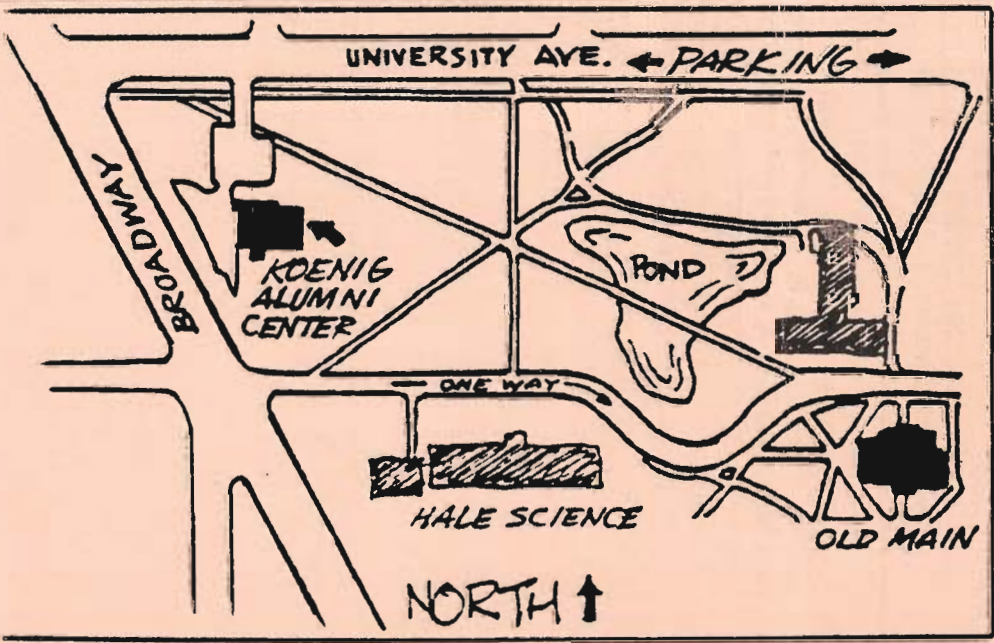 UNIVERSITY AVE. ← PARKING →
BROADWAY
KOENIG
ALUMNI
CENTER
POND
ONE WAY
HALE SCIENCE
OLD MAIN
NORTH ↑